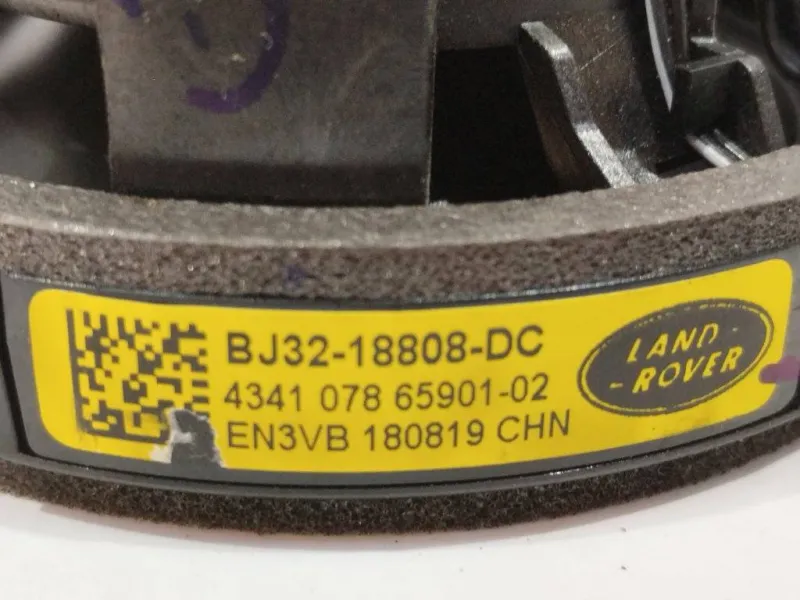 BJ32-18808-DC
4341 078 65901-02
EN3VB 180819 CHN
LAND-
-ROVER